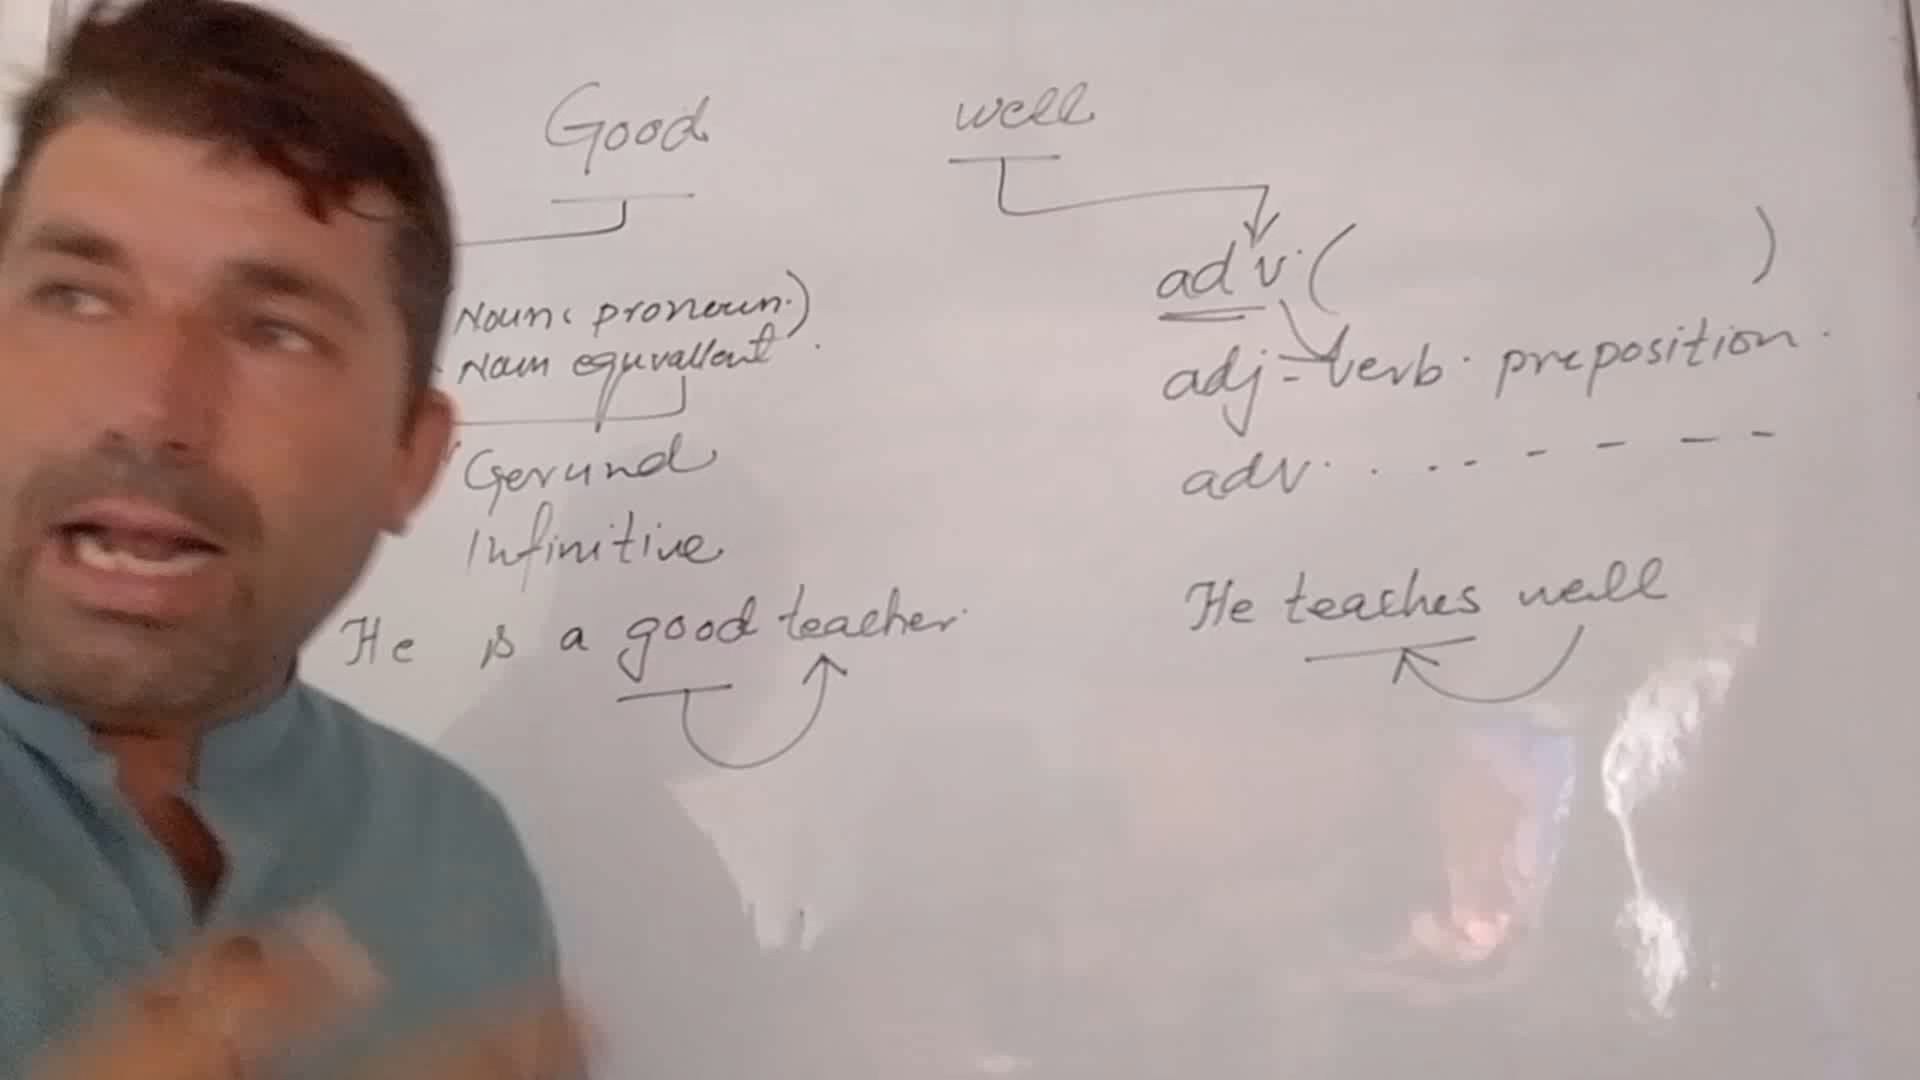 Good
well
adv. ( )
Noun ( pronoun.)
Noun equvallent.
adj - verb. preposition.
Gerund
adv. . . - - - - -
Infinitive
He is a good teacher.
He teaches well